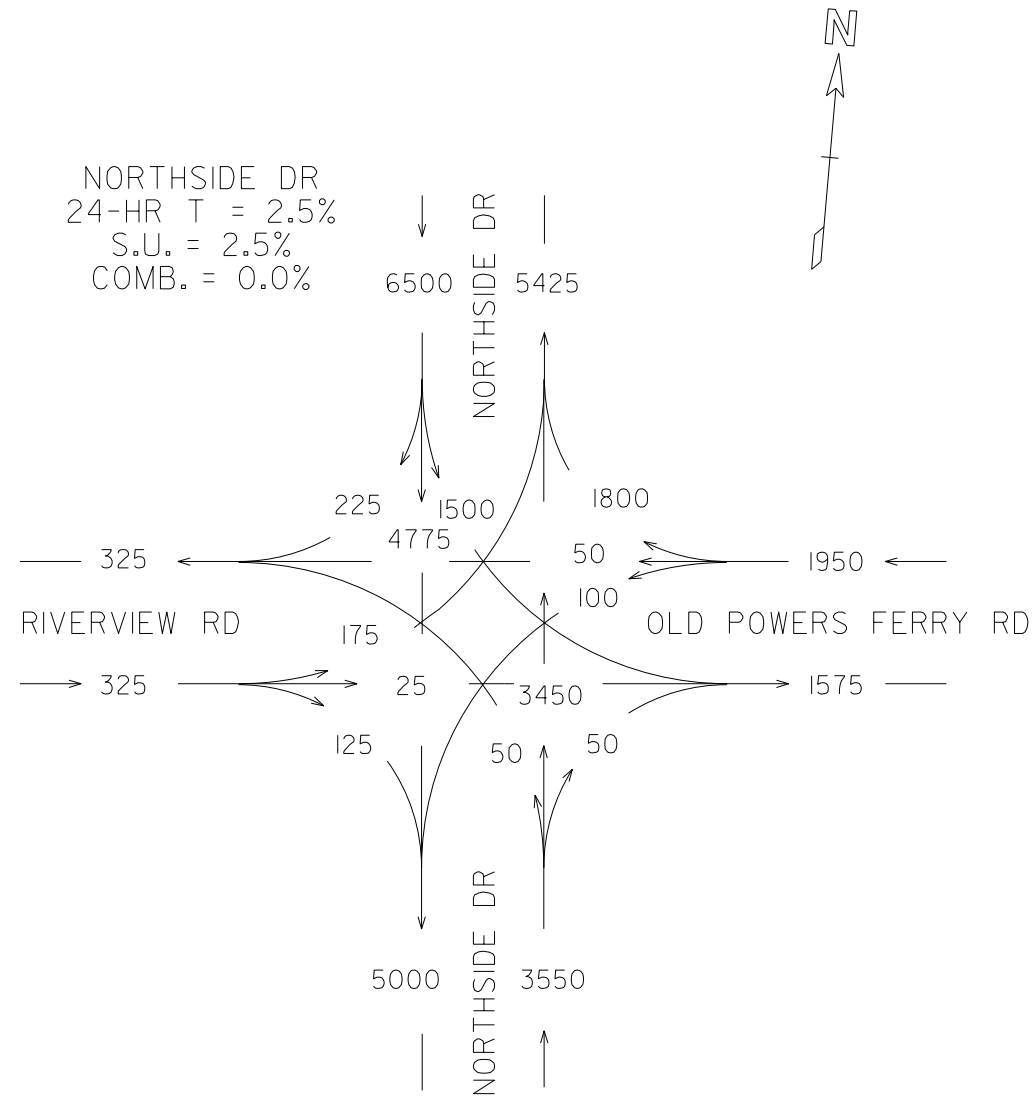 N
NORTHSIDE DR
24-HR T = 2.5%
S.U. = 2.5%
COMB. = 0.0%
NORTHSIDE DR
6500
5425
225
1500
1800
4775
325
50
1950
100
RIVERVIEW RD
OLD POWERS FERRY RD
175
325
25
3450
1575
125
50
50
NORTHSIDE DR
5000
3550